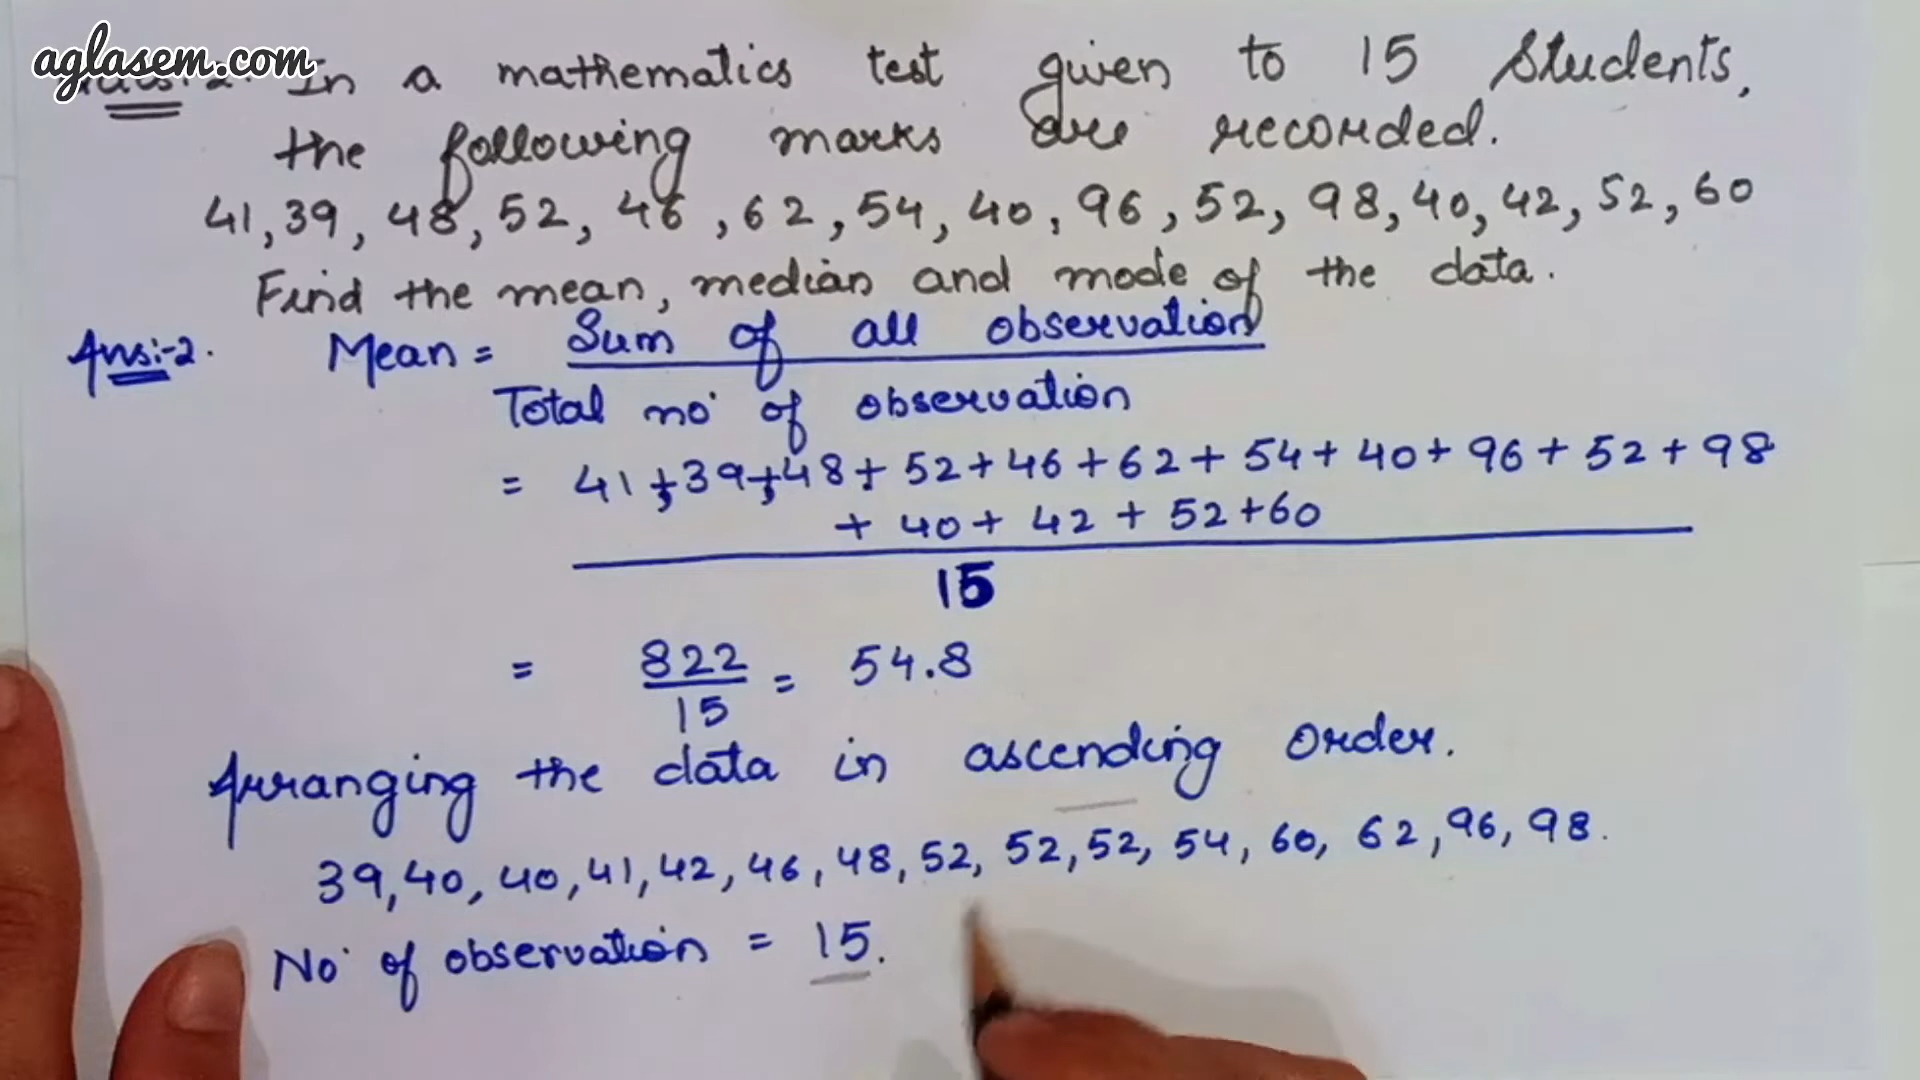 aglasem.com
In a mathematics test given to 15 Students,
the following marks are recorded.
41, 39, 48, 52, 46, 62, 54, 40, 96, 52, 98, 40, 42, 52, 60
Find the mean, median and mode of the data.
Ans:-2. Mean = Sum of all observation
Total no. of observation
= 41 + 39 + 48 + 52 + 46 + 62 + 54 + 40 + 96 + 52 + 98
+ 40 + 42 + 52 + 60
15
= 822 = 54.8
15
Arranging the data in ascending order.
39, 40, 40, 41, 42, 46, 48, 52, 52, 52, 54, 60, 62, 96, 98.
No. of observation = 15.